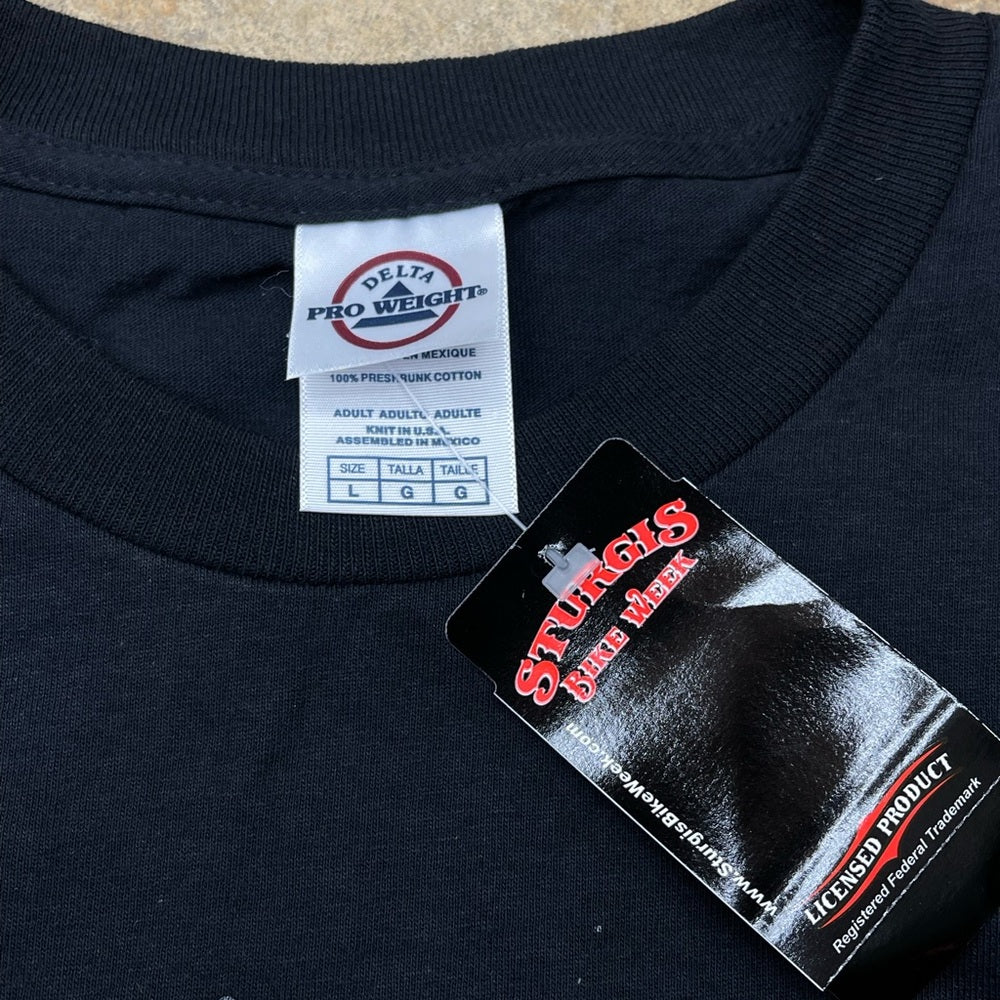 DELTA
PRO WEIGHT®
EN MEXIQUE
100% PRESHRUNK COTTON
ADULT ADULTO ADULTE
KNIT IN U.S.A.
ASSEMBLED IN MEXICO
SIZE TALLA TAILLE
L G G
STURGIS
BIKE WEEK
www.SturgisBikeWeek.com
LICENSED PRODUCT
Registered Federal Trademark